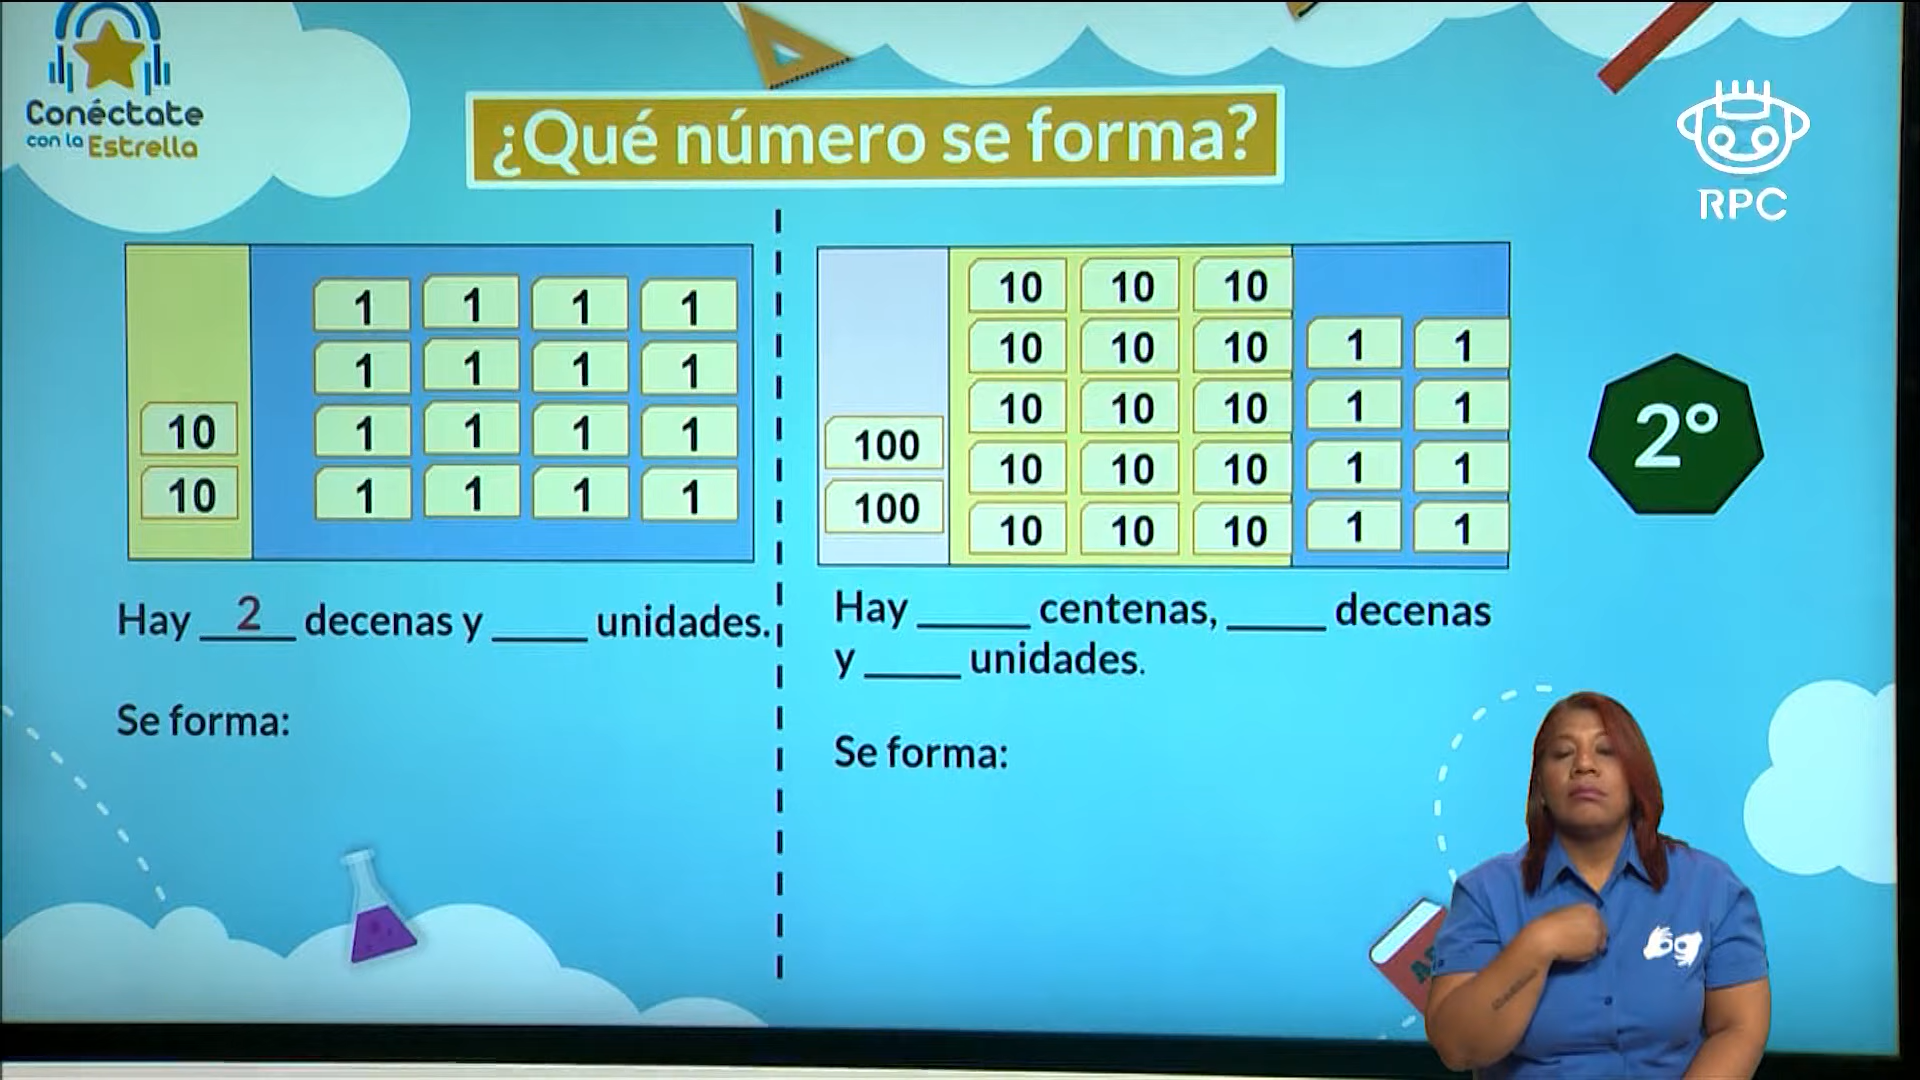 Conéctate
con la Estrella
¿Qué número se forma?
RPC
1 1 1 1
1 1 1 1
10 1 1 1 1
10 1 1 1 1
Hay 2 decenas y ____ unidades.
Se forma:
10 10 10
10 10 10 1 1
10 10 10 1 1
100 10 10 10 1 1
100 10 10 10 1 1
Hay _____ centenas, ____ decenas
y ____ unidades.
Se forma:
2°